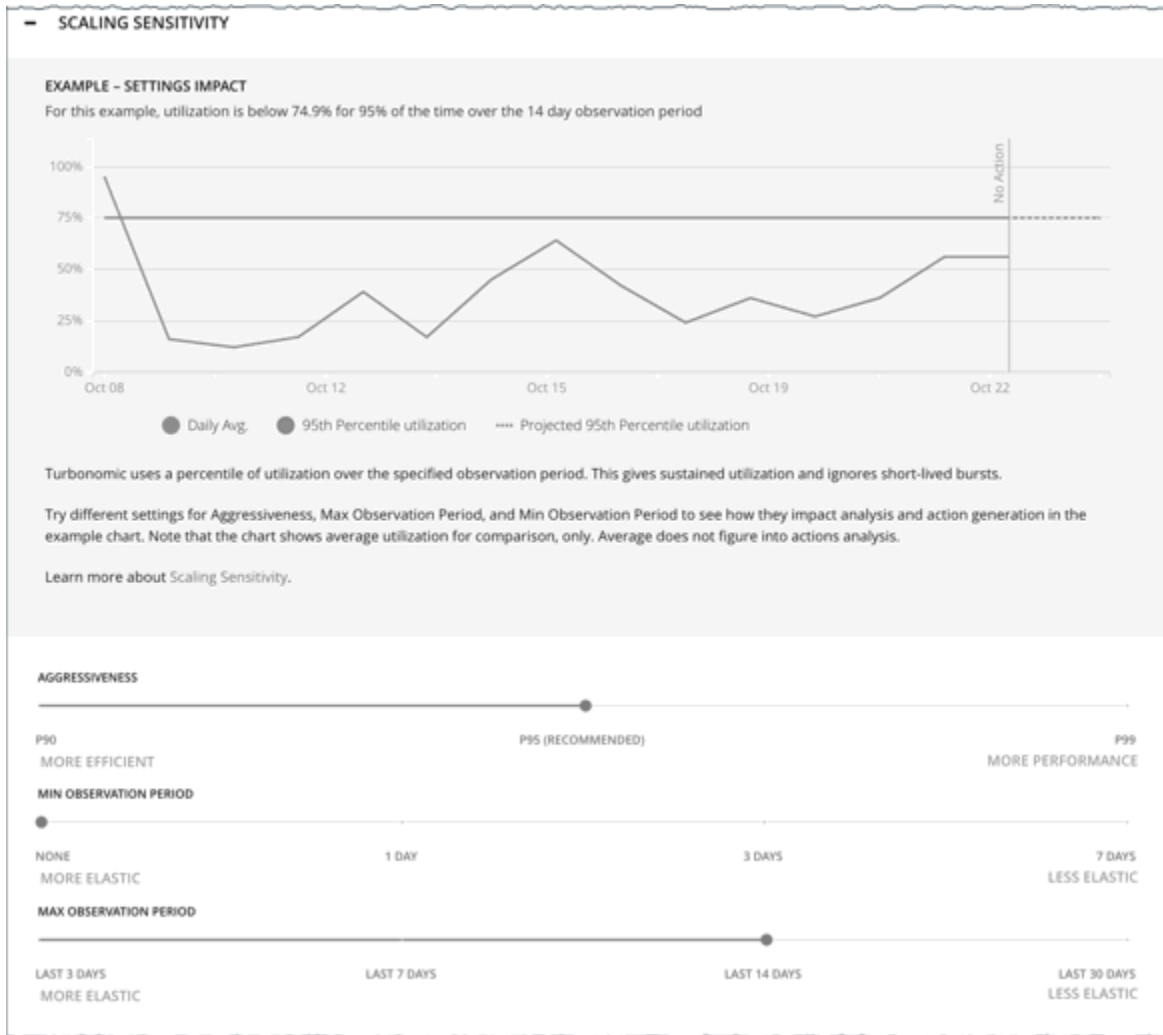 − SCALING SENSITIVITY
EXAMPLE – SETTINGS IMPACT
For this example, utilization is below 74.9% for 95% of the time over the 14 day observation period
No Action
100%
75%
50%
25%
0%
Oct 08 Oct 12 Oct 15 Oct 19 Oct 22
Daily Avg. 95th Percentile utilization Projected 95th Percentile utilization
Turbonomic uses a percentile of utilization over the specified observation period. This gives sustained utilization and ignores short-lived bursts.
Try different settings for Aggressiveness, Max Observation Period, and Min Observation Period to see how they impact analysis and action generation in the
example chart. Note that the chart shows average utilization for comparison, only. Average does not figure into actions analysis.
Learn more about Scaling Sensitivity.
AGGRESSIVENESS
P90 P95 (RECOMMENDED) P99
MORE EFFICIENT MORE PERFORMANCE
MIN OBSERVATION PERIOD
NONE 1 DAY 3 DAYS 7 DAYS
MORE ELASTIC LESS ELASTIC
MAX OBSERVATION PERIOD
LAST 3 DAYS LAST 7 DAYS LAST 14 DAYS LAST 30 DAYS
MORE ELASTIC LESS ELASTIC